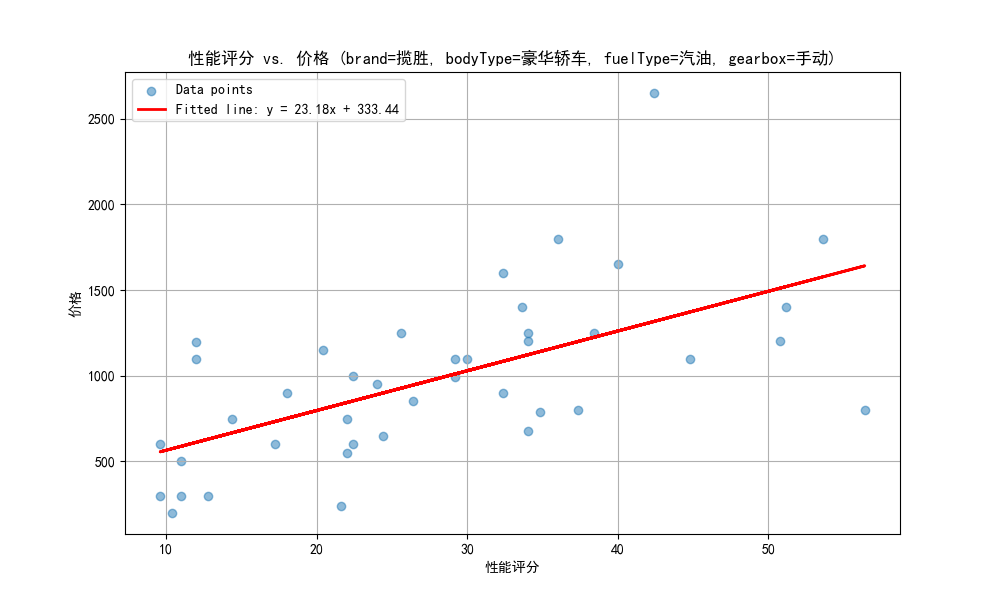 性能评分 vs. 价格 (brand=揽胜, bodyType=豪华轿车, fuelType=汽油, gearbox=手动)
Data points
Fitted line: y = 23.18x + 333.44
2500
2000
1500
1000
500
价格
10 20 30 40 50
性能评分